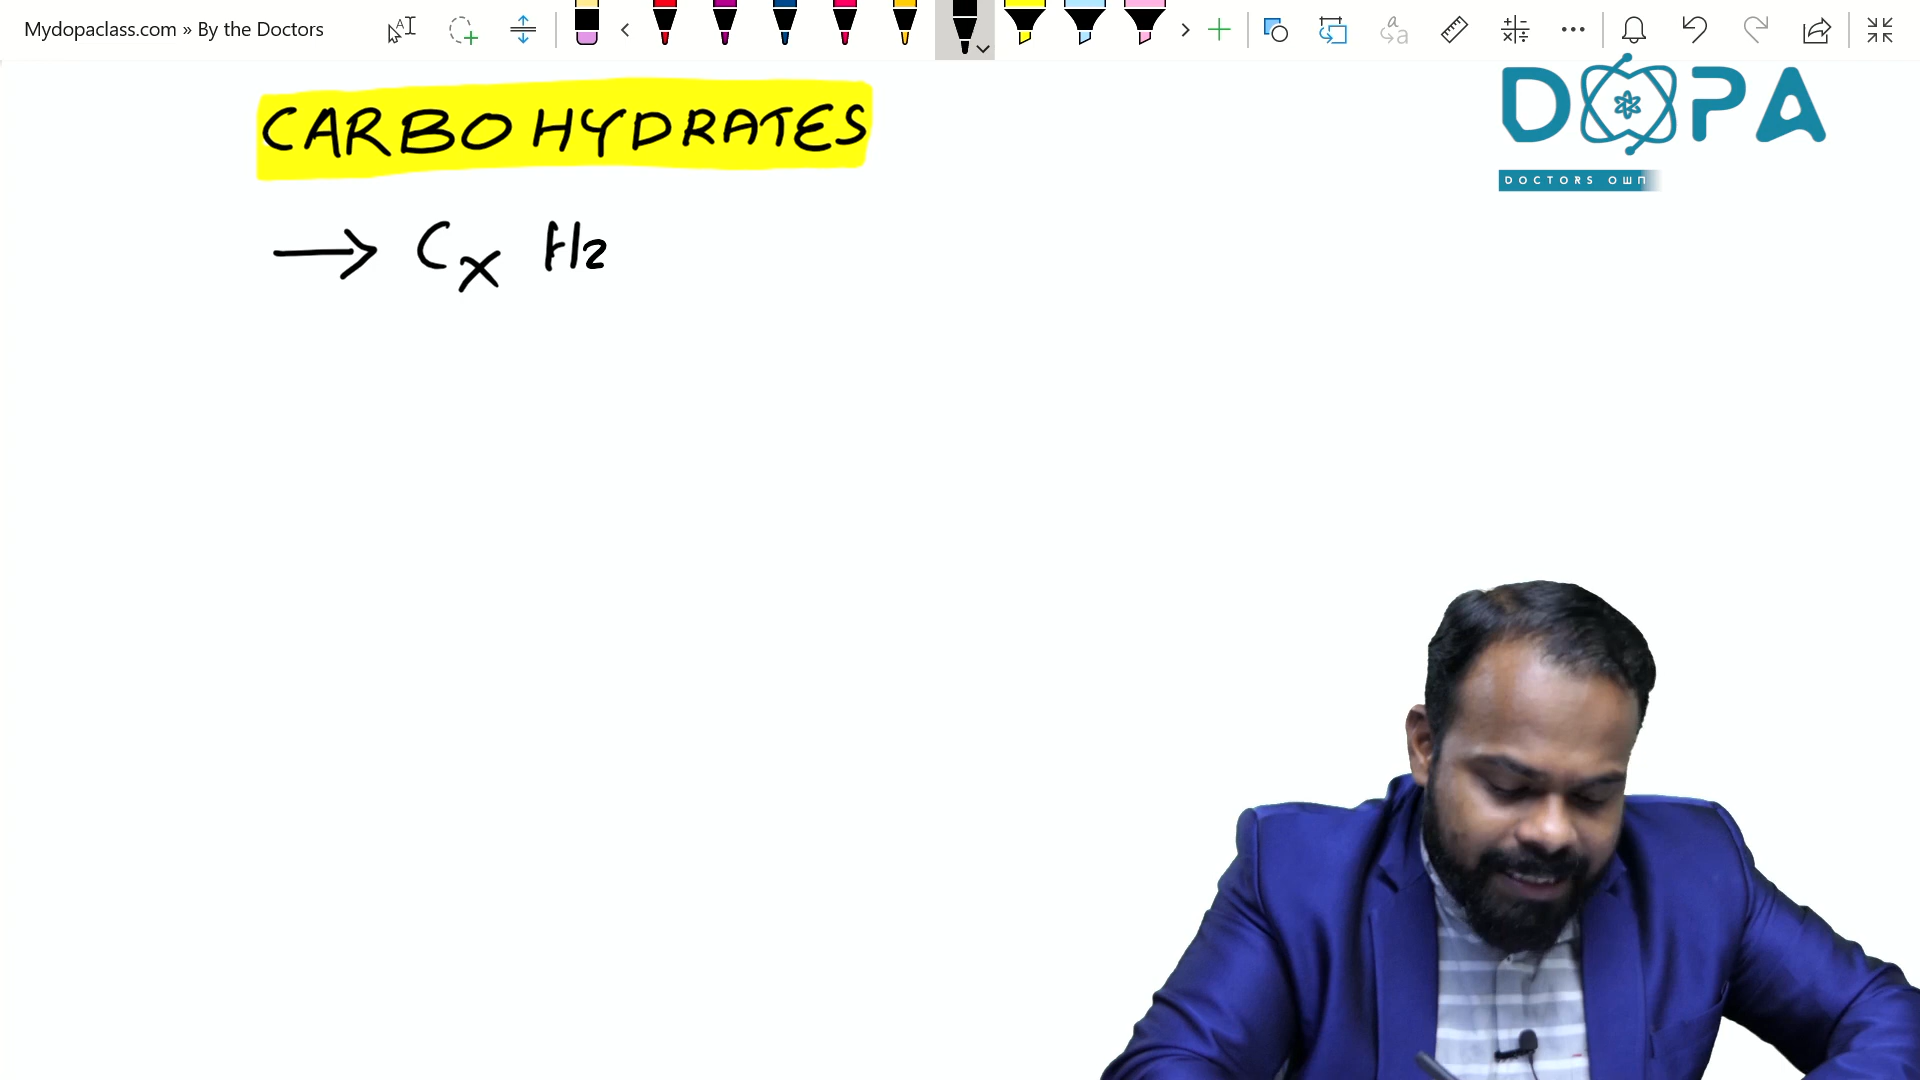 Mydopaclass.com » By the Doctors
DOPA
DOCTORS OWN
CARBOHYDRATES
→ Cx H2